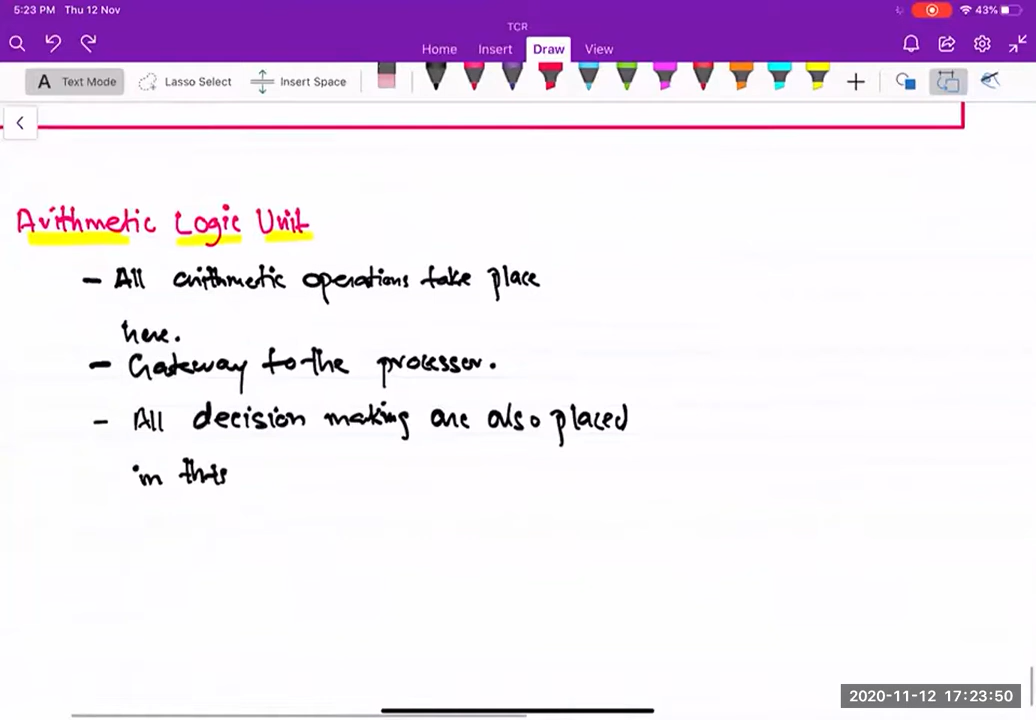 5:23 PM Thu 12 Nov
43%
TCR
Home Insert Draw View
A Text Mode Lasso Select Insert Space
Arithmetic Logic Unit
- All arithmetic operations take place
here.
- Gateway to the processor.
- All decision making are also placed
in this
2020-11-12 17:23:50